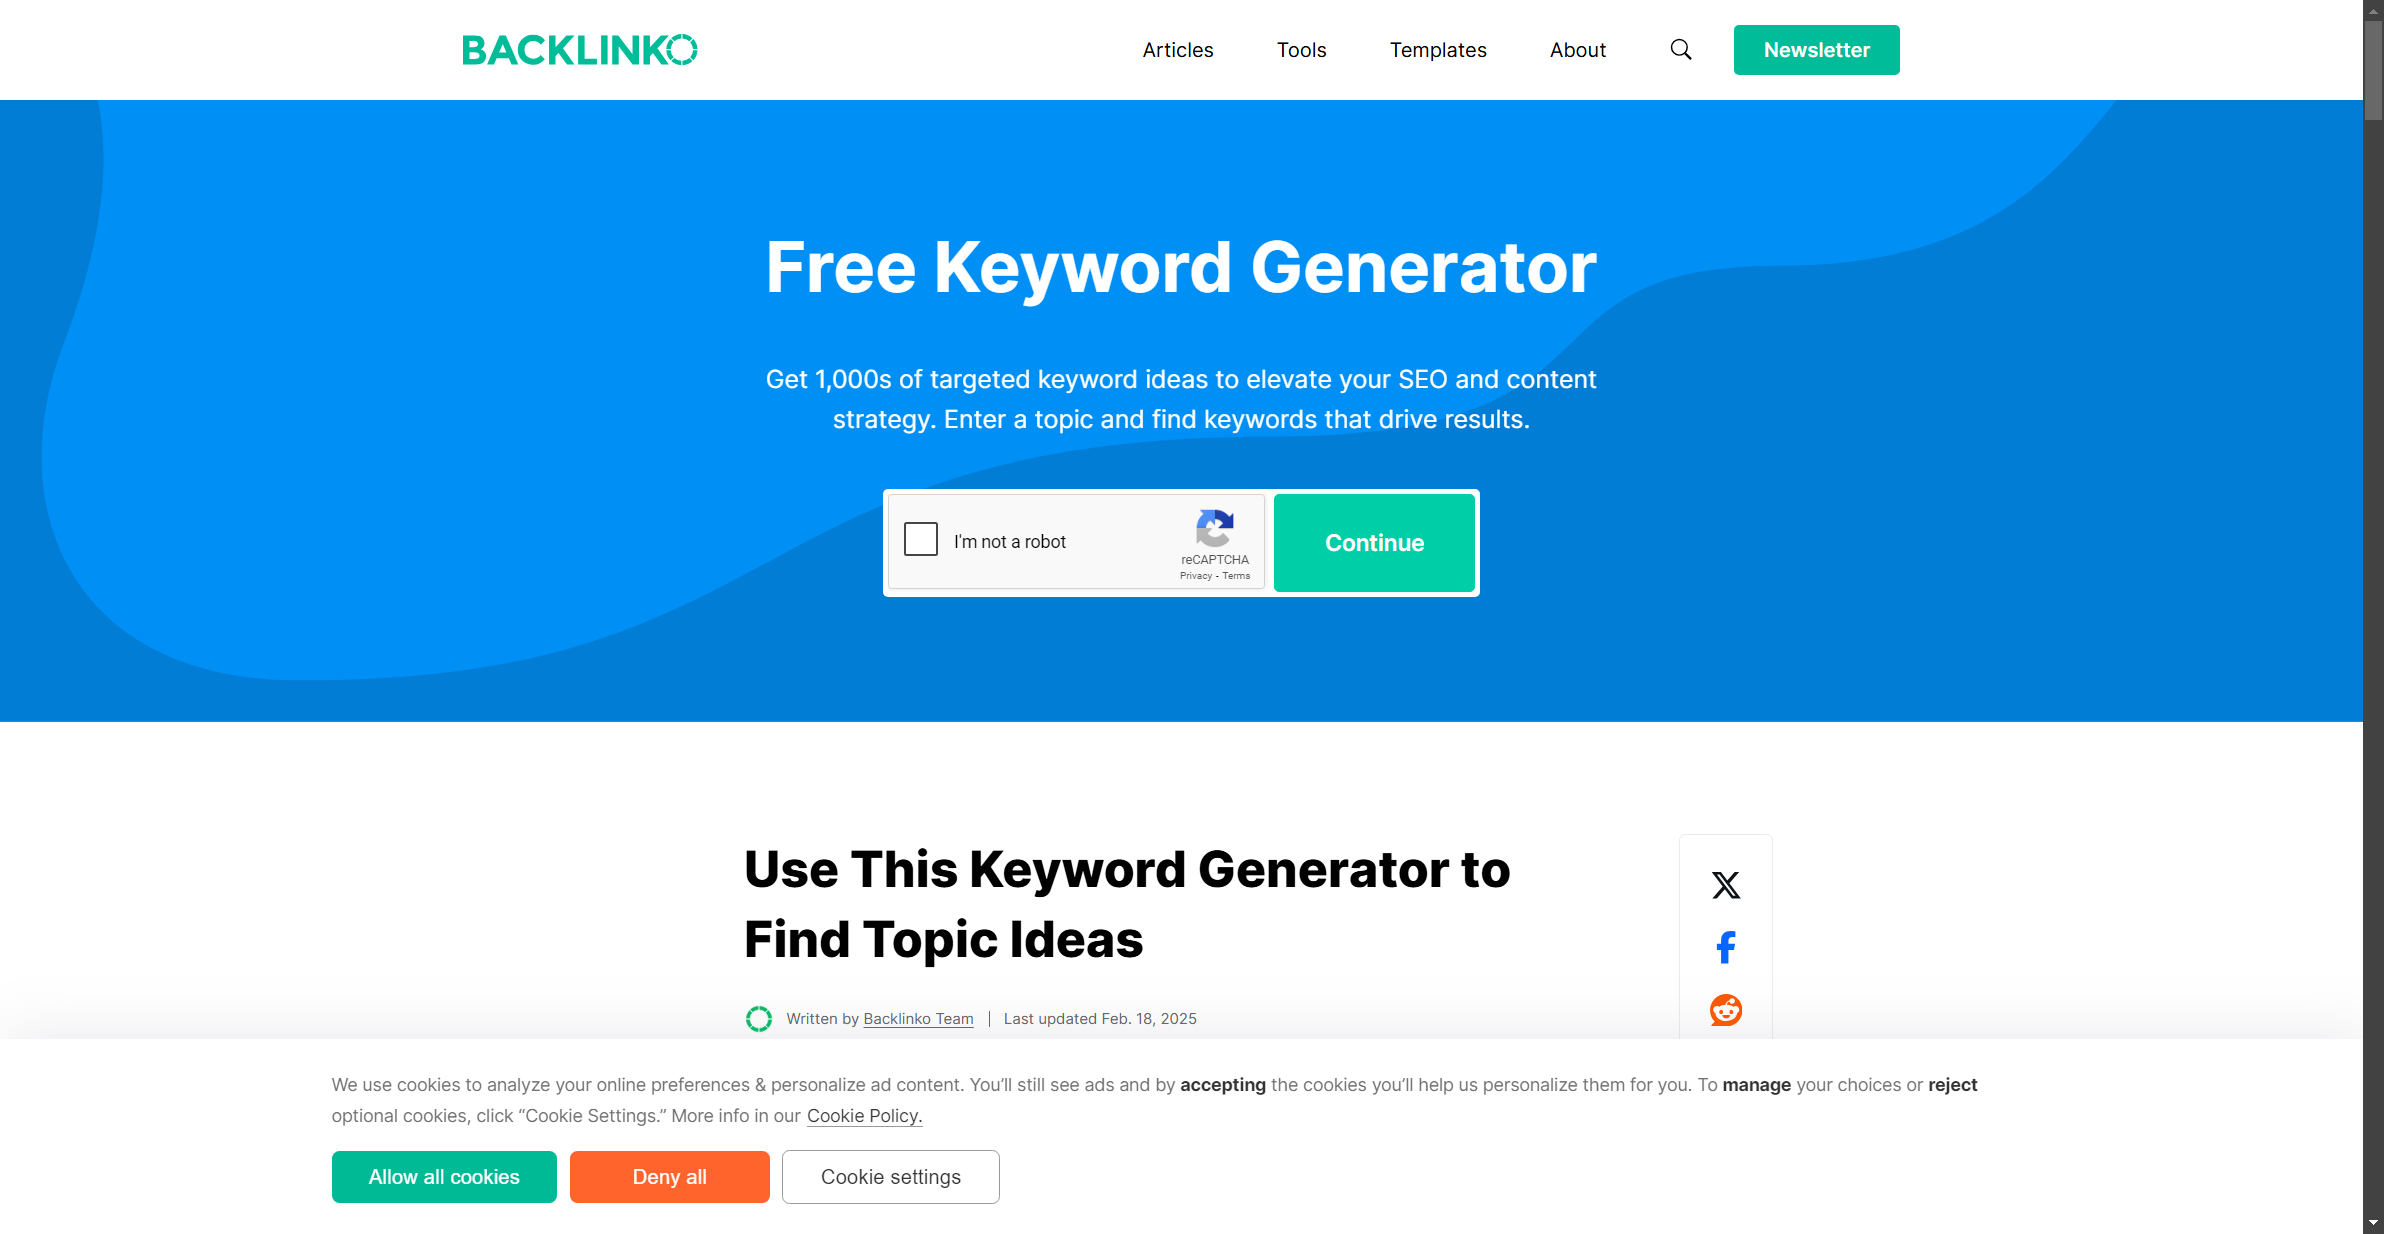 BACKLINKO
Articles
Tools
Templates
About
Newsletter
Free Keyword Generator
Get 1,000s of targeted keyword ideas to elevate your SEO and content
strategy. Enter a topic and find keywords that drive results.
I'm not a robot
reCAPTCHA
Privacy - Terms
Continue
Use This Keyword Generator to
Find Topic Ideas
Written by Backlinko Team | Last updated Feb. 18, 2025
We use cookies to analyze your online preferences & personalize ad content. You’ll still see ads and by accepting the cookies you’ll help us personalize them for you. To manage your choices or reject
optional cookies, click “Cookie Settings.” More info in our Cookie Policy.
Allow all cookies
Deny all
Cookie settings